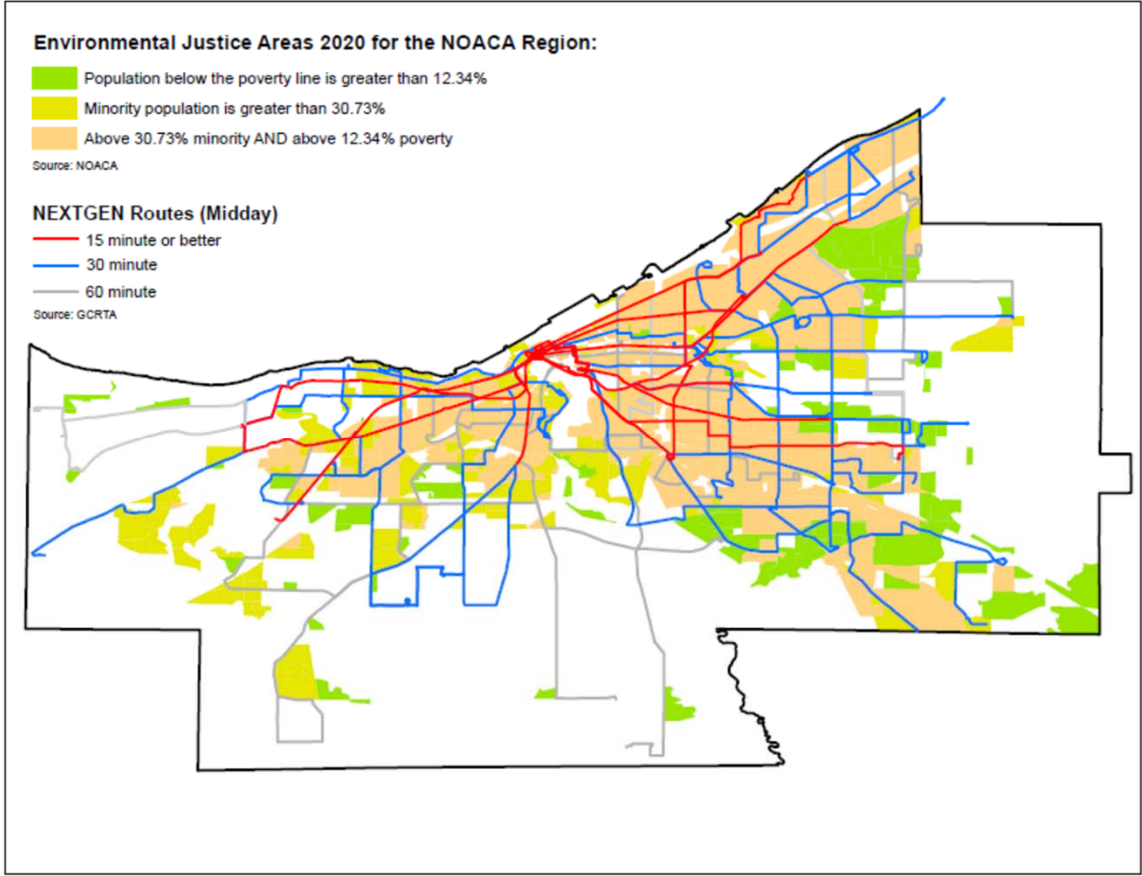 Environmental Justice Areas 2020 for the NOACA Region:
Population below the poverty line is greater than 12.34%
Minority population is greater than 30.73%
Above 30.73% minority AND above 12.34% poverty
Source: NOACA
NEXTGEN Routes (Midday)
15 minute or better
30 minute
60 minute
Source: GCRTA